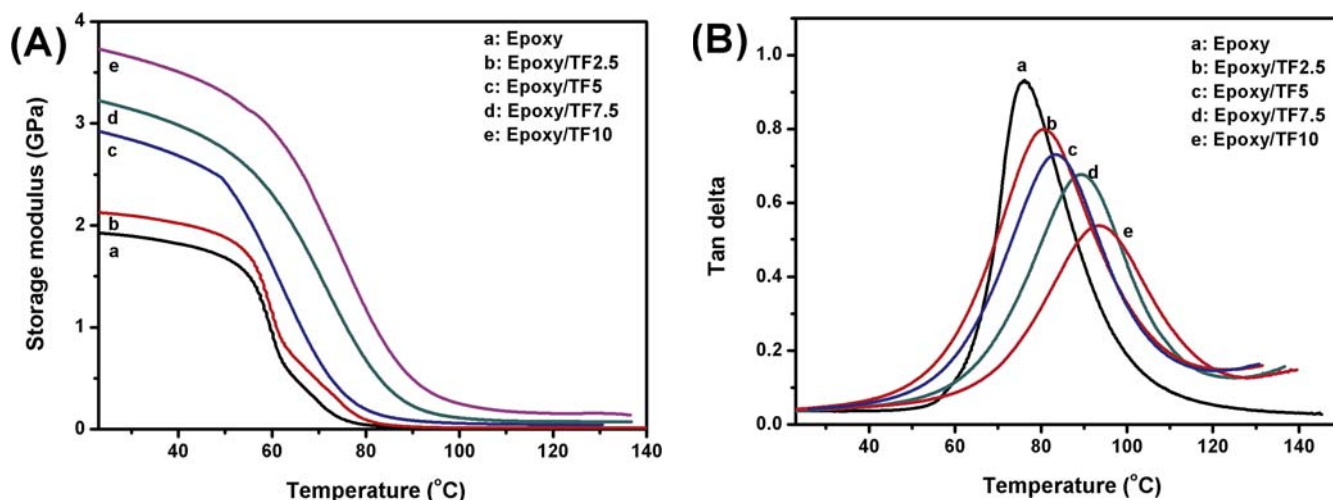 (A)
Storage modulus (GPa)
4
3
2
1
0
40
60
80
100
120
140
Temperature (°C)
a: Epoxy
b: Epoxy/TF2.5
c: Epoxy/TF5
d: Epoxy/TF7.5
e: Epoxy/TF10
e
d
c
b
a
(B)
Tan delta
1.0
0.8
0.6
0.4
0.2
0.0
40
60
80
100
120
140
Temperature (°C)
a: Epoxy
b: Epoxy/TF2.5
c: Epoxy/TF5
d: Epoxy/TF7.5
e: Epoxy/TF10
a
b
c
d
e